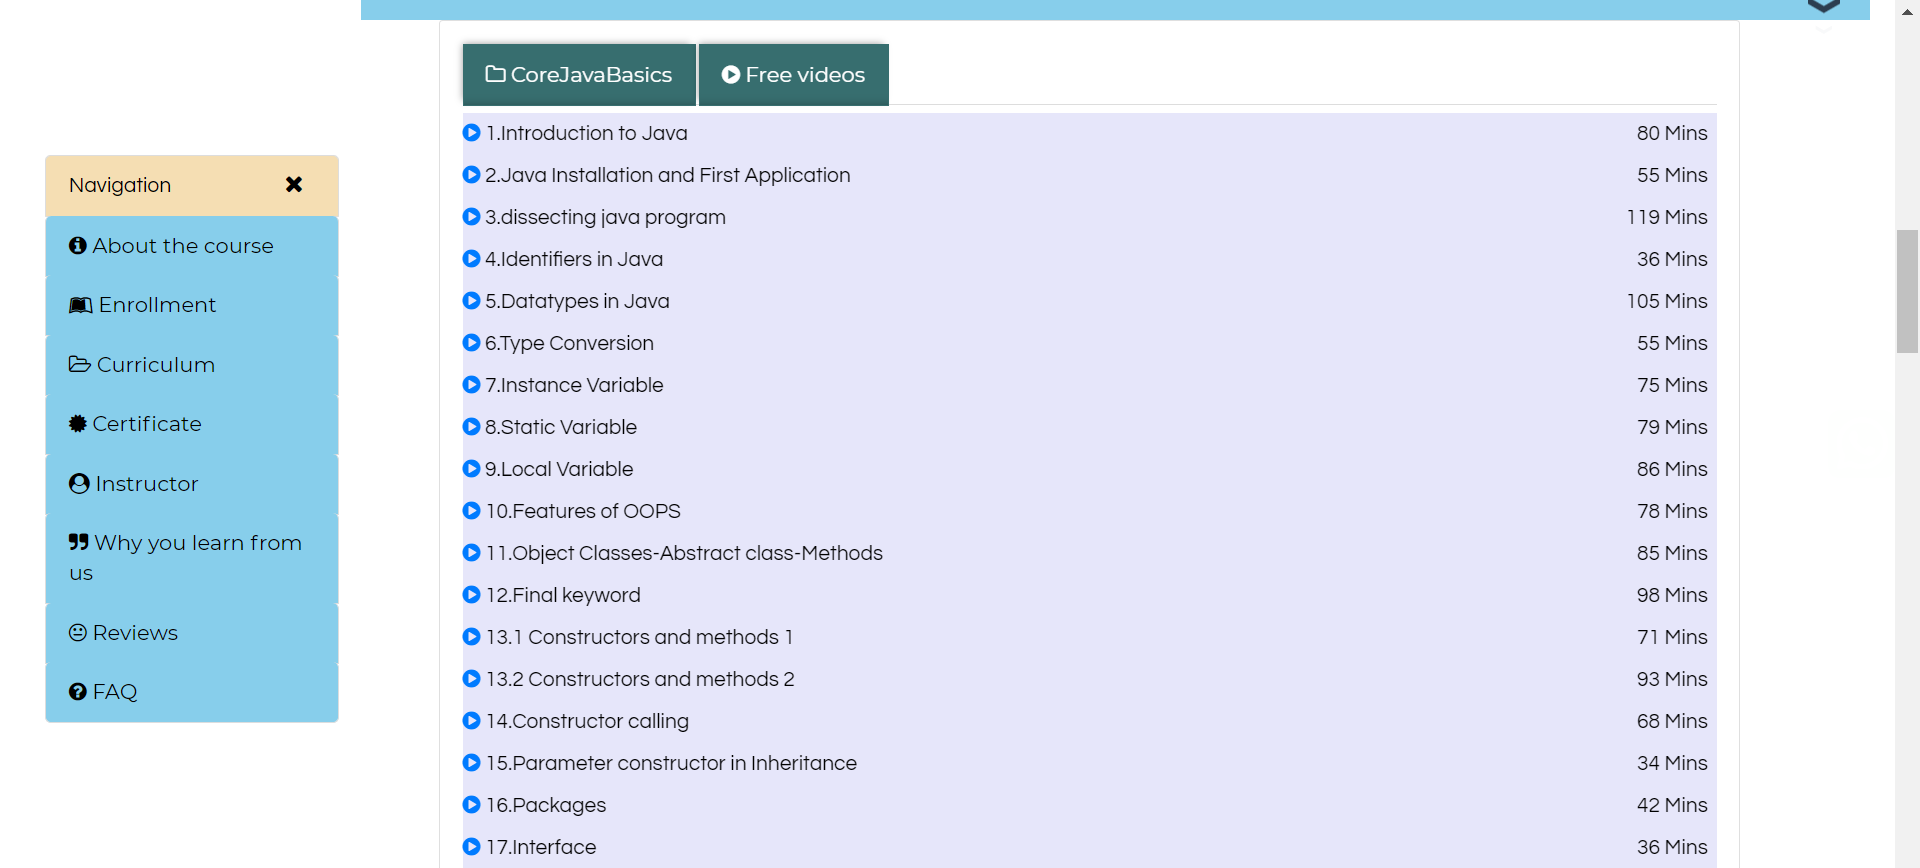 CoreJavaBasics
Free videos
Navigation
About the course
Enrollment
Curriculum
Certificate
Instructor
Why you learn from
us
Reviews
FAQ
1.Introduction to Java 80 Mins
2.Java Installation and First Application 55 Mins
3.dissecting java program 119 Mins
4.Identifiers in Java 36 Mins
5.Datatypes in Java 105 Mins
6.Type Conversion 55 Mins
7.Instance Variable 75 Mins
8.Static Variable 79 Mins
9.Local Variable 86 Mins
10.Features of OOPS 78 Mins
11.Object Classes-Abstract class-Methods 85 Mins
12.Final keyword 98 Mins
13.1 Constructors and methods 1 71 Mins
13.2 Constructors and methods 2 93 Mins
14.Constructor calling 68 Mins
15.Parameter constructor in Inheritance 34 Mins
16.Packages 42 Mins
17.Interface 36 Mins